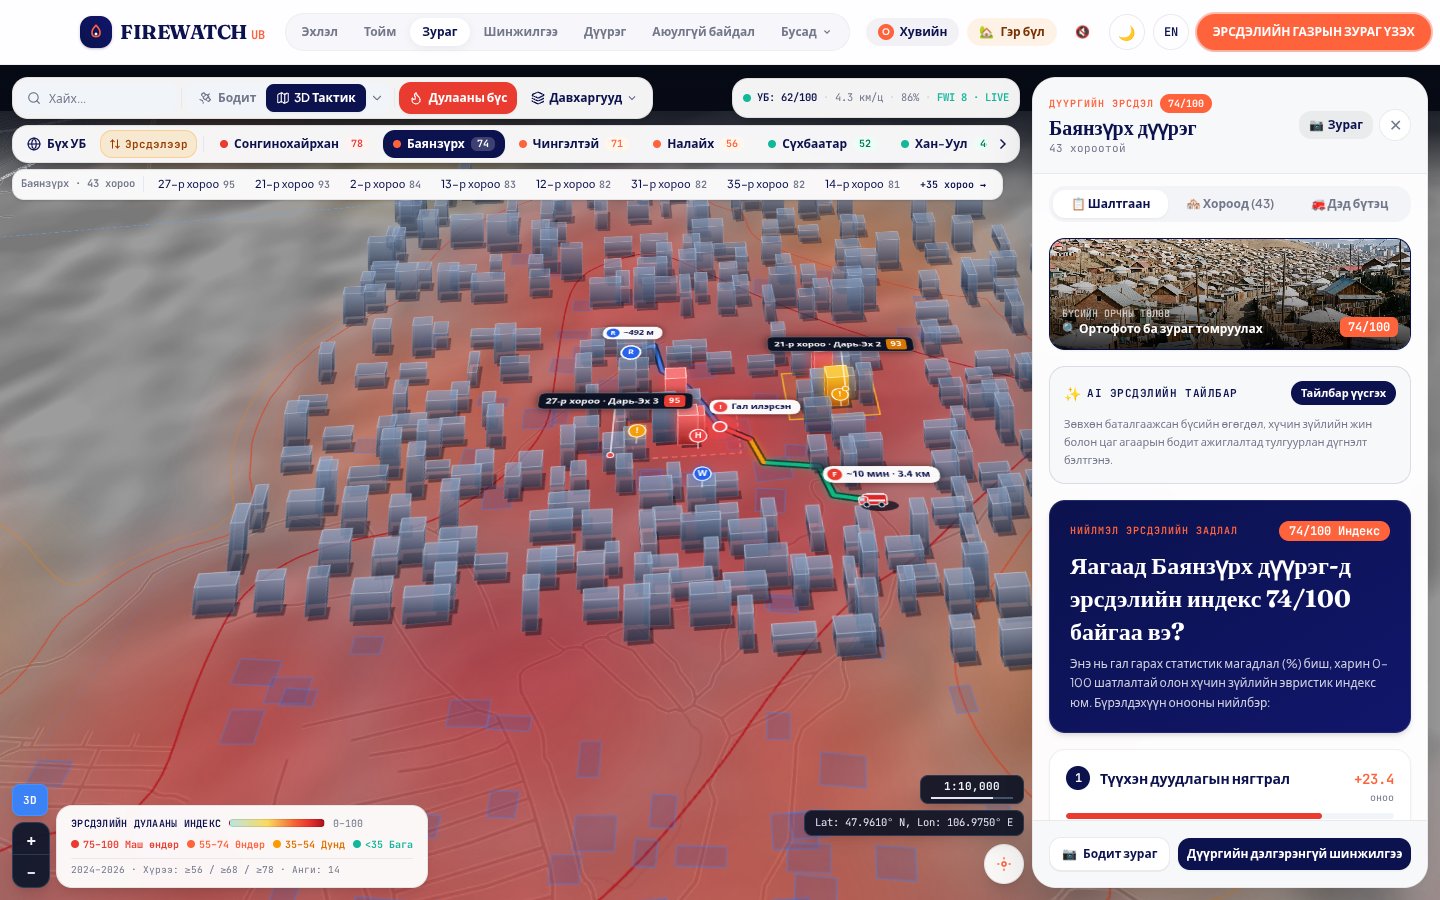 FIREWATCH UB
Эхлэл
Тойм
Зураг
Шинжилгээ
Дүүрэг
Аюулгүй байдал
Бусад
Хувийн
Гэр бүл
EN
ЭРСДЭЛИЙН ГАЗРЫН ЗУРАГ ҮЗЭХ
Хайх...
Бодит
3D Тактик
Дулааны бүс
Давхаргууд
УБ: 62/100 · 4.3 км/ц · 86% · FWI 8 · LIVE
Бүх УБ
Эрсдэлээр
Сонгинохайрхан 78
Баянзүрх 74
Чингэлтэй 71
Налайх 56
Сүхбаатар 52
Хан-Уул
Баянзүрх · 43 хороо
27-р хороо 95
21-р хороо 93
2-р хороо 84
13-р хороо 83
12-р хороо 82
31-р хороо 82
35-р хороо 82
14-р хороо 81
+35 хороо →
R ~492 м
R
21-р хороо · Дарь-Эх 2 93
27-р хороо · Дарь-Эх 3 95
! Гал илэрсэн
!
!
H
W
F ~10 мин · 3.4 км
1:10,000
Lat: 47.9610° N, Lon: 106.9750° E
3D
+
−
ЭРСДЭЛИЙН ДУЛААНЫ ИНДЕКС 0-100
75-100 Маш өндөр
55-74 Өндөр
35-54 Дунд
<35 Бага
2024-2026 · Хүрээ: ≥56 / ≥68 / ≥78 · Анги: 14
ДҮҮРГИЙН ЭРСДЭЛ 74/100
Баянзүрх дүүрэг
43 хороотой
Зураг
Шалтгаан
Хороод (43)
Дэд бүтэц
БҮСИЙН ОРЧНЫ ТӨЛӨВ
Ортофото ба зураг томруулах
74/100
AI ЭРСДЭЛИЙН ТАЙЛБАР
Тайлбар үүсгэх
Зөвхөн баталгаажсан бүсийн өгөгдөл, хүчин зүйлийн жин
болон цаг агаарын бодит ажиглалтад тулгуурлан дүгнэлт
бэлтгэнэ.
НИЙЛМЭЛ ЭРСДЭЛИЙН ЗАДЛАЛ
74/100 Индекс
Яагаад Баянзүрх дүүрэг-д
эрсдэлийн индекс 74/100
байгаа вэ?
Энэ нь гал гарах статистик магадлал (%) биш, харин 0-
100 шатлалтай олон хүчин зүйлийн эвристик индекс
юм. Бүрэлдэхүүн онооны нийлбэр:
1 Түүхэн дуудлагын нягтрал
+23.4
оноо
Бодит зураг
Дүүргийн дэлгэрэнгүй шинжилгээ